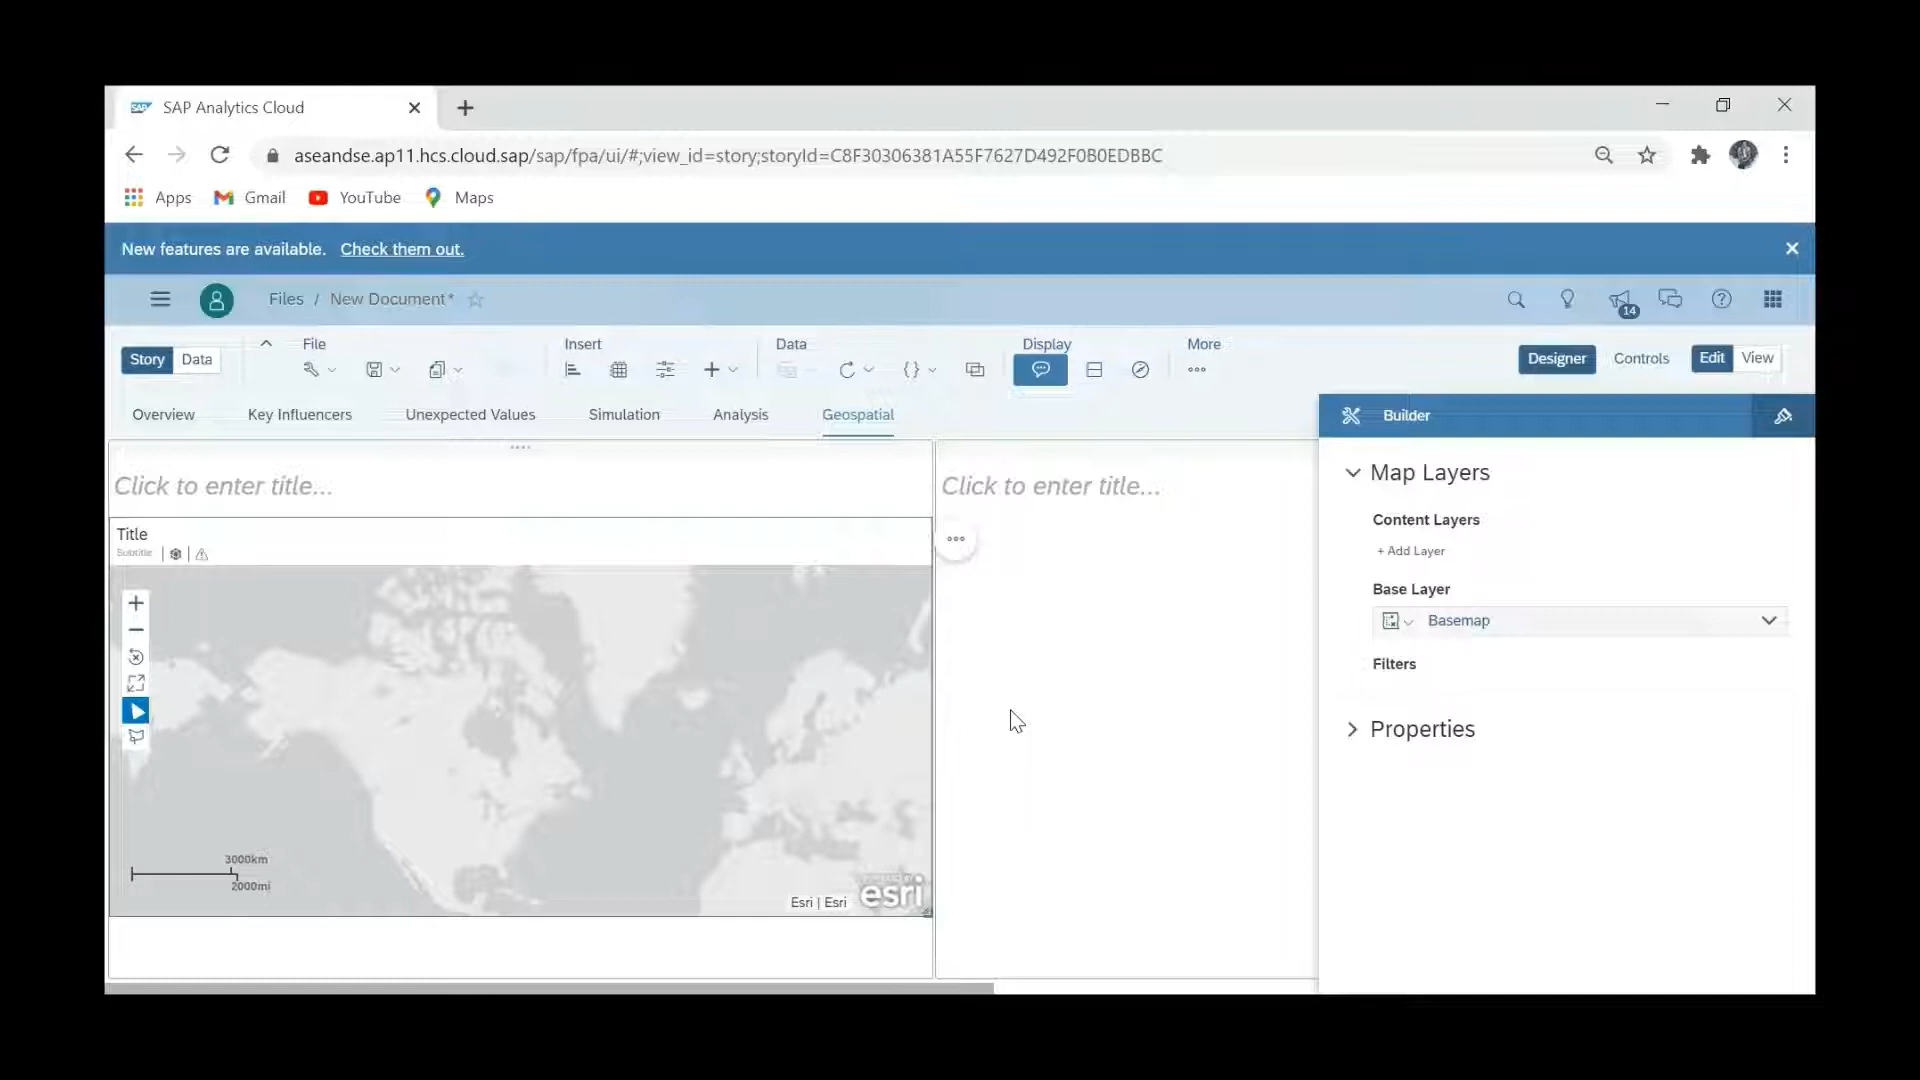 SAP Analytics Cloud
aseandse.ap11.hcs.cloud.sap/sap/fpa/ui/#;view_id=story;storyId=C8F30306381A55F7627D492F0B0EDBBC
Apps Gmail YouTube Maps
New features are available. Check them out.
Files / New Document*
14
File Insert Data Display More
Story Data
Designer Controls Edit View
Overview Key Influencers Unexpected Values Simulation Analysis Geospatial
Builder
Click to enter title...
Click to enter title...
Title
Subtitle
3000km
2000mi
Esri | Esri
POWERED BY
esri
Map Layers
Content Layers
+ Add Layer
Base Layer
Basemap
Filters
Properties